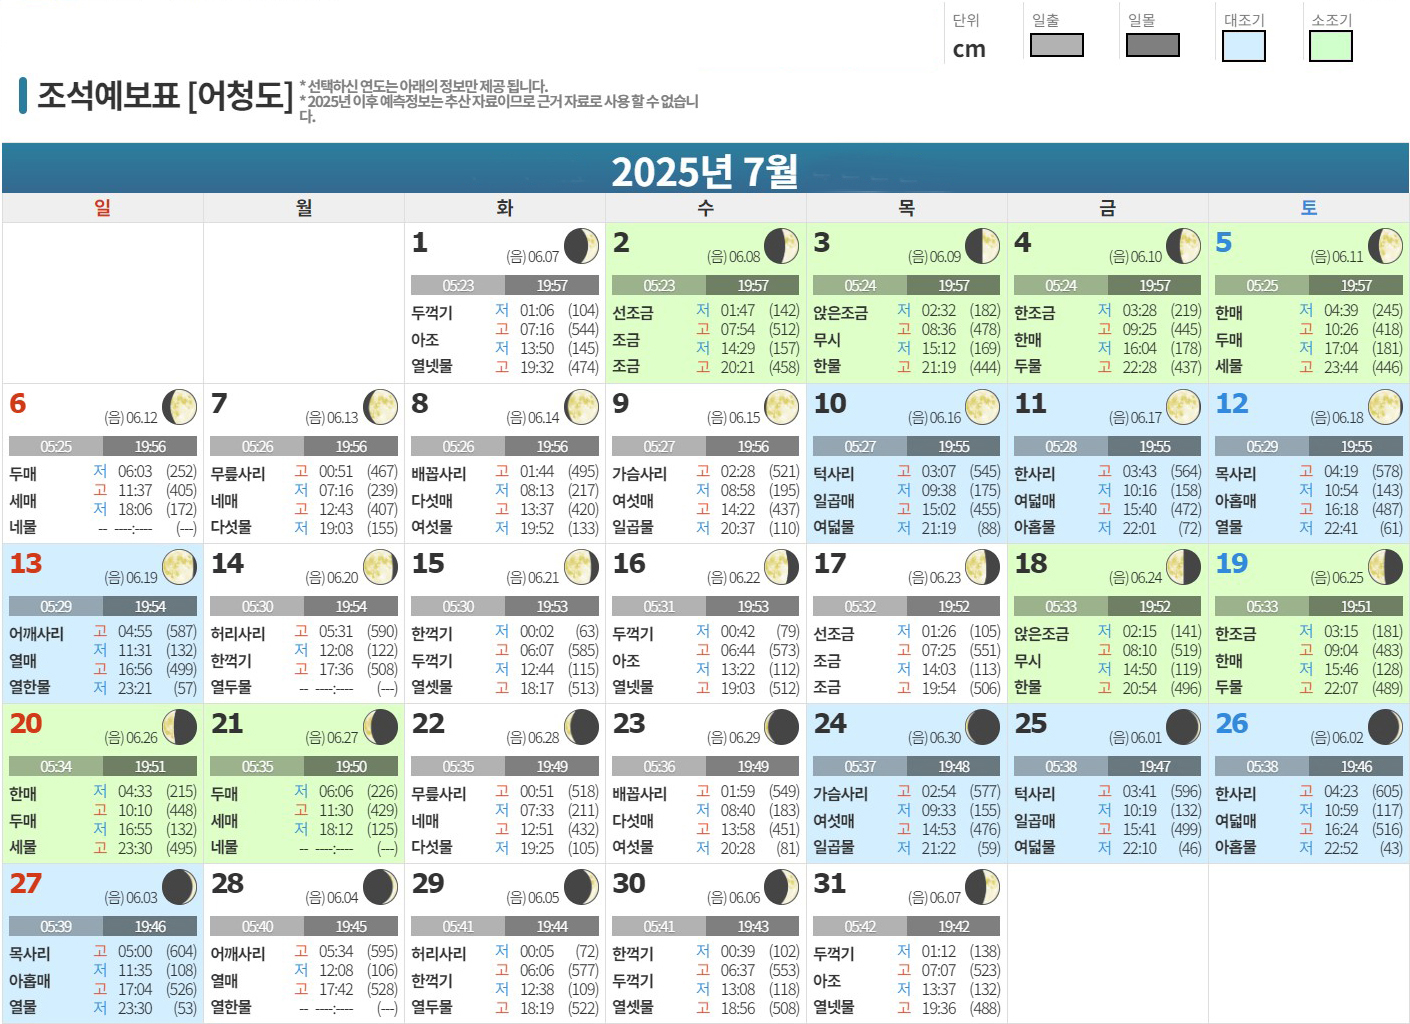 단위 일출 일몰 대조기 소조기
cm
조석예보표 [어청도]
* 선택하신 연도는 아래의 정보만 제공 됩니다.
* 2025년 이후 예측정보는 추산 자료이므로 근거 자료로 사용 할 수 없습니
다.
2025년 7월
일 월 화 수 목 금 토
1 (음) 06.07
05:23 19:57
두꺽기 아조 열넷물
저 01:06 (104)
고 07:16 (544)
저 13:50 (145)
고 19:32 (474)
2 (음) 06.08
05:23 19:57
선조금 조금 조금
저 01:47 (142)
고 07:54 (512)
저 14:29 (157)
고 20:21 (458)
3 (음) 06.09
05:24 19:57
앉은조금 무시 한물
저 02:32 (182)
고 08:36 (478)
저 15:12 (169)
고 21:19 (444)
4 (음) 06.10
05:24 19:57
한조금 한매 두물
저 03:28 (219)
고 09:25 (445)
저 16:04 (178)
고 22:28 (437)
5 (음) 06.11
05:25 19:57
한매 두매 세물
저 04:39 (245)
고 10:26 (418)
저 17:04 (181)
고 23:44 (446)
6 (음) 06.12
05:25 19:56
두매 세매 네물
저 06:03 (252)
고 11:37 (405)
저 18:06 (172)
-- ----:---- (---)
7 (음) 06.13
05:26 19:56
무릎사리 네매 다섯물
고 00:51 (467)
저 07:16 (239)
고 12:43 (407)
저 19:03 (155)
8 (음) 06.14
05:26 19:56
배꼽사리 다섯매 여섯물
고 01:44 (495)
저 08:13 (217)
고 13:37 (420)
저 19:52 (133)
9 (음) 06.15
05:27 19:56
가슴사리 여섯매 일곱물
고 02:28 (521)
저 08:58 (195)
고 14:22 (437)
저 20:37 (110)
10 (음) 06.16
05:27 19:55
턱사리 일곱매 여덟물
고 03:07 (545)
저 09:38 (175)
고 15:02 (455)
저 21:19 (88)
11 (음) 06.17
05:28 19:55
한사리 여덟매 아홉물
고 03:43 (564)
저 10:16 (158)
고 15:40 (472)
저 22:01 (72)
12 (음) 06.18
05:29 19:55
목사리 아홉매 열물
고 04:19 (578)
저 10:54 (143)
고 16:18 (487)
저 22:41 (61)
13 (음) 06.19
05:29 19:54
어깨사리 열매 열한물
고 04:55 (587)
저 11:31 (132)
고 16:56 (499)
저 23:21 (57)
14 (음) 06.20
05:30 19:54
허리사리 한꺽기 열두물
고 05:31 (590)
저 12:08 (122)
고 17:36 (508)
-- ----:---- (---)
15 (음) 06.21
05:30 19:53
한꺽기 두꺽기 열셋물
저 00:02 (63)
고 06:07 (585)
저 12:44 (115)
고 18:17 (513)
16 (음) 06.22
05:31 19:53
두꺽기 아조 열넷물
저 00:42 (79)
고 06:44 (573)
저 13:22 (112)
고 19:03 (512)
17 (음) 06.23
05:32 19:52
선조금 조금 조금
저 01:26 (105)
고 07:25 (551)
저 14:03 (113)
고 19:54 (506)
18 (음) 06.24
05:33 19:52
앉은조금 무시 한물
저 02:15 (141)
고 08:10 (519)
저 14:50 (119)
고 20:54 (496)
19 (음) 06.25
05:33 19:51
한조금 한매 두물
저 03:15 (181)
고 09:04 (483)
저 15:46 (128)
고 22:07 (489)
20 (음) 06.26
05:34 19:51
한매 두매 세물
저 04:33 (215)
고 10:10 (448)
저 16:55 (132)
고 23:30 (495)
21 (음) 06.27
05:35 19:50
두매 세매 네물
저 06:06 (226)
고 11:30 (429)
저 18:12 (125)
-- ----:---- (---)
22 (음) 06.28
05:35 19:49
무릎사리 네매 다섯물
고 00:51 (518)
저 07:33 (211)
고 12:51 (432)
저 19:25 (105)
23 (음) 06.29
05:36 19:49
배꼽사리 다섯매 여섯물
고 01:59 (549)
저 08:40 (183)
고 13:58 (451)
저 20:28 (81)
24 (음) 06.30
05:37 19:48
가슴사리 여섯매 일곱물
고 02:54 (577)
저 09:33 (155)
고 14:53 (476)
저 21:22 (59)
25 (음) 06.01
05:38 19:47
턱사리 일곱매 여덟물
고 03:41 (596)
저 10:19 (132)
고 15:41 (499)
저 22:10 (46)
26 (음) 06.02
05:38 19:46
한사리 여덟매 아홉물
고 04:23 (605)
저 10:59 (117)
고 16:24 (516)
저 22:52 (43)
27 (음) 06.03
05:39 19:46
목사리 아홉매 열물
고 05:00 (604)
저 11:35 (108)
고 17:04 (526)
저 23:30 (53)
28 (음) 06.04
05:40 19:45
어깨사리 열매 열한물
고 05:34 (595)
저 12:08 (106)
고 17:42 (528)
-- ----:---- (---)
29 (음) 06.05
05:41 19:44
허리사리 한꺽기 열두물
저 00:05 (72)
고 06:06 (577)
저 12:38 (109)
고 18:19 (522)
30 (음) 06.06
05:41 19:43
한꺽기 두꺽기 열셋물
저 00:39 (102)
고 06:37 (553)
저 13:08 (118)
고 18:56 (508)
31 (음) 06.07
05:42 19:42
두꺽기 아조 열넷물
저 01:12 (138)
고 07:07 (523)
저 13:37 (132)
고 19:36 (488)